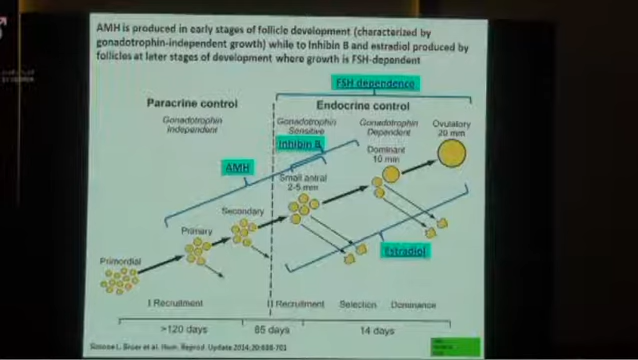 AMH is produced in early stages of follicle development (characterized by
gonadotrophin-independent growth) while to Inhibin B and estradiol produced by
follicles at later stages of development where growth is FSH-dependent
FSH dependence
Paracrine control
Endocrine control
Gonadotrophin
Independent
Gonadotrophin
Sensitive
Gonadotrophin
Dependent
Ovulatory
20 mm
Inhibin B
Dominant
10 mm
AMH
Small antral
2-5 mm
Secondary
Primary
Primordial
Estradiol
I Recruitment
II Recruitment
Selection
Dominance
>120 days
85 days
14 days
Simone L. Broer et al. Hum. Reprod. Update 2014;20:688-701